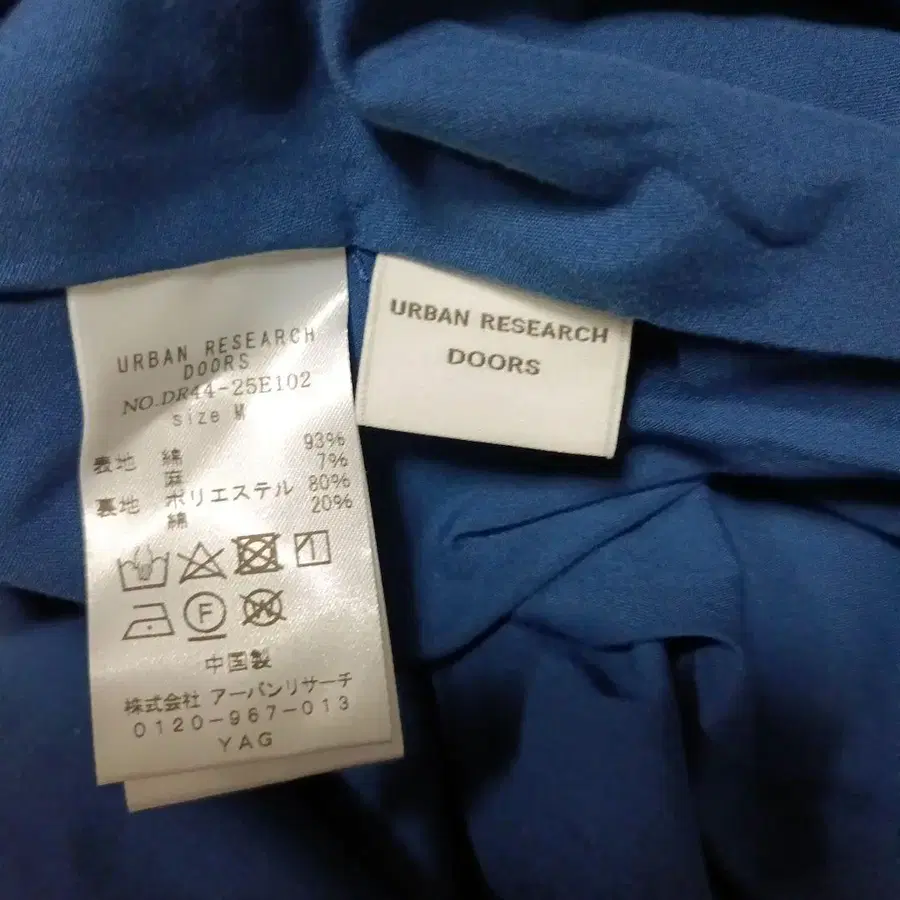 URBAN RESEARCH
DOORS
NO.DR44-25E102
size M
表地 綿 93%
麻 7%
裏地 ポリエステル 80%
綿 20%
1
F
W
中国製
株式会社 アーバンリサーチ
0120-967-013
YAG
URBAN RESEARCH
DOORS